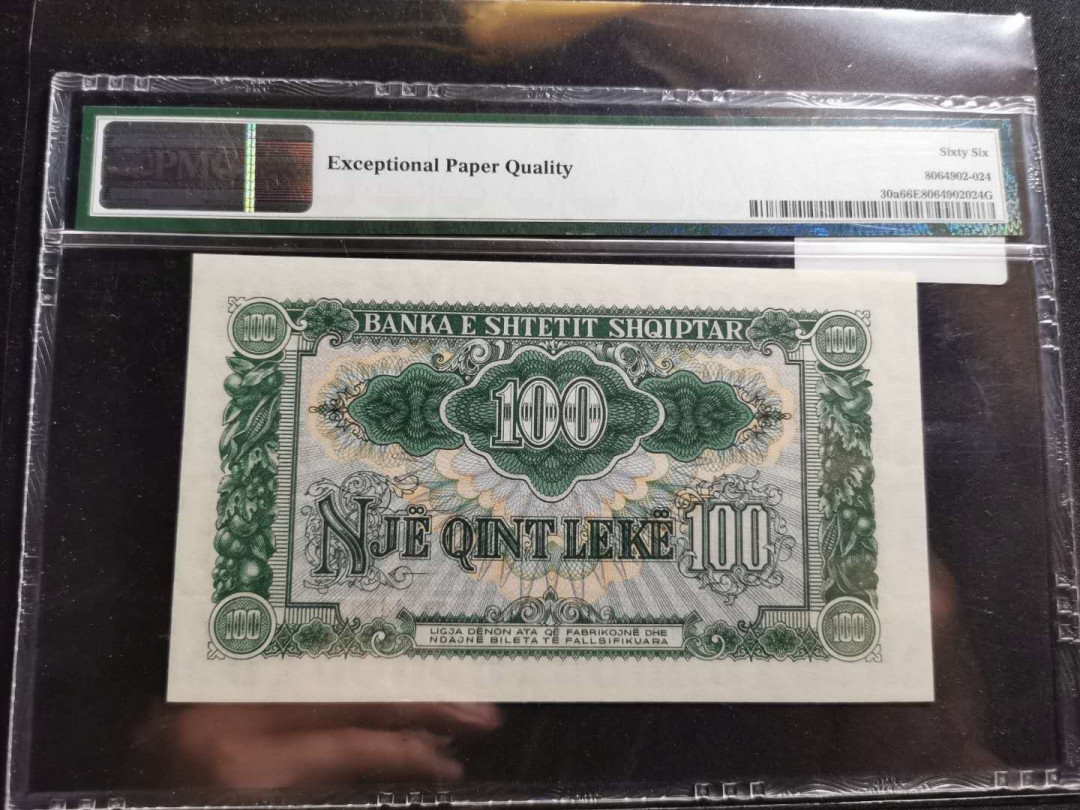 PMG
Exceptional Paper Quality
Sixty Six
8064902-024
30a66E8064902024G
100 BANKA E SHTETIT SHQIPTAR 100
100
NJË QINT LEKË 100
100 LIGJA DËNON ATA QË FABRIKOJNË DHE 100
NDAJNË BILETA TË FALLSIFIKUARA